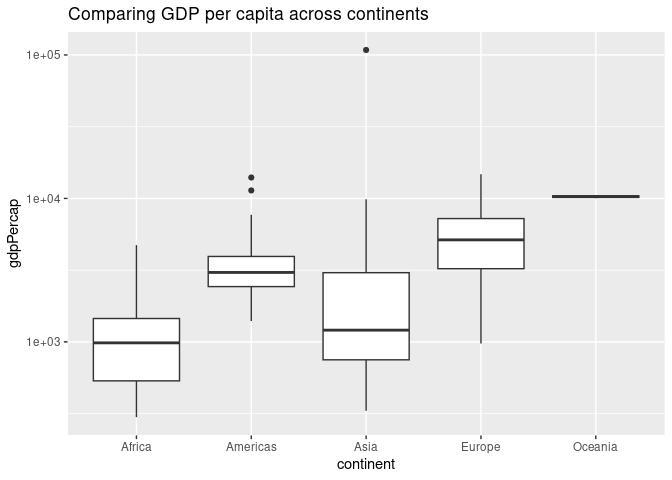 Comparing GDP per capita across continents
gdpPercap
1e+05
1e+04
1e+03
Africa
Americas
Asia
Europe
Oceania
continent